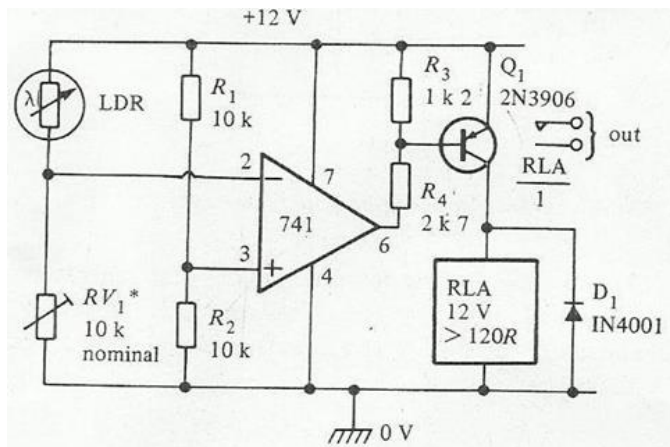 +12 V
λ
LDR
R1
10 k
R3
1 k 2
Q1
2N3906
out
RLA
1
2
7
741
6
3
4
R4
2 k 7
RV1*
10 k
nominal
R2
10 k
RLA
12 V
> 120R
D1
IN4001
0 V